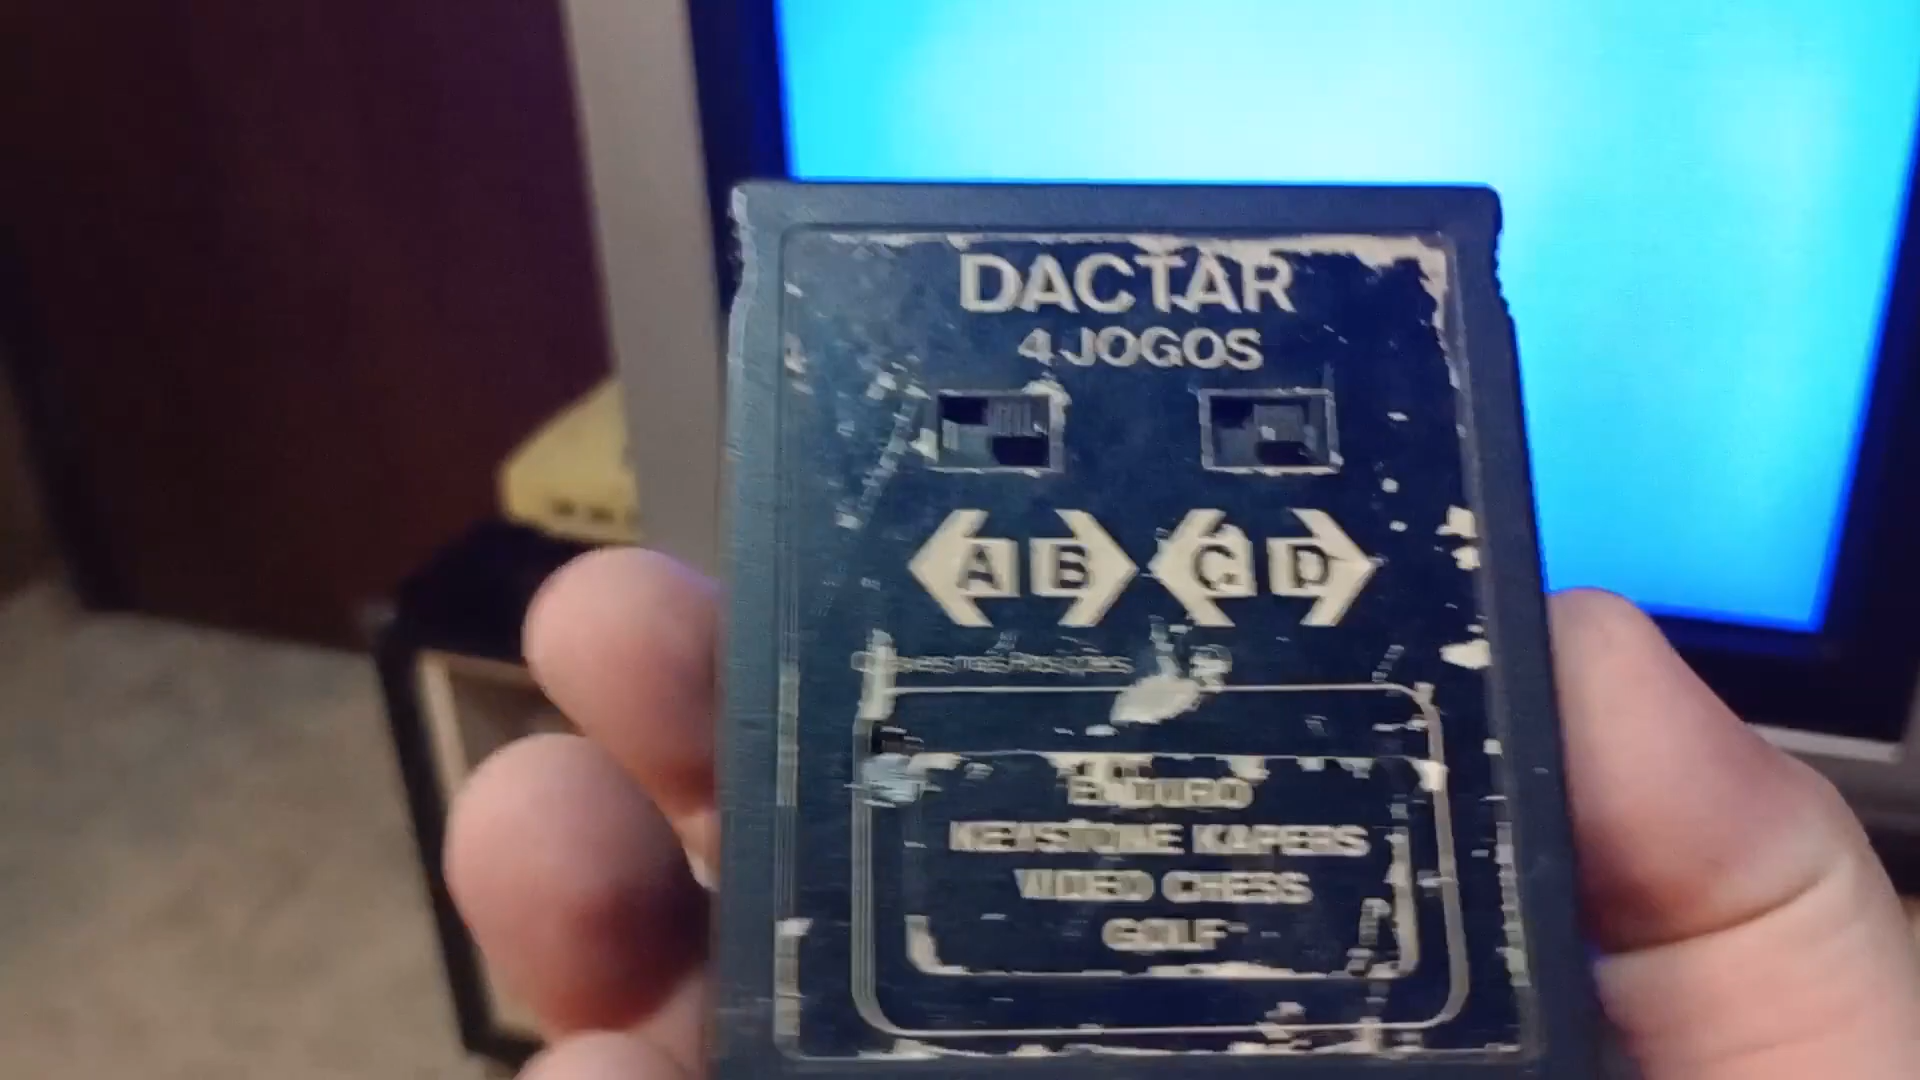 DACTAR
4 JOGOS
A B C D
ENDURO
KEYSTONE KAPERS
VIDEO CHESS
GOLF